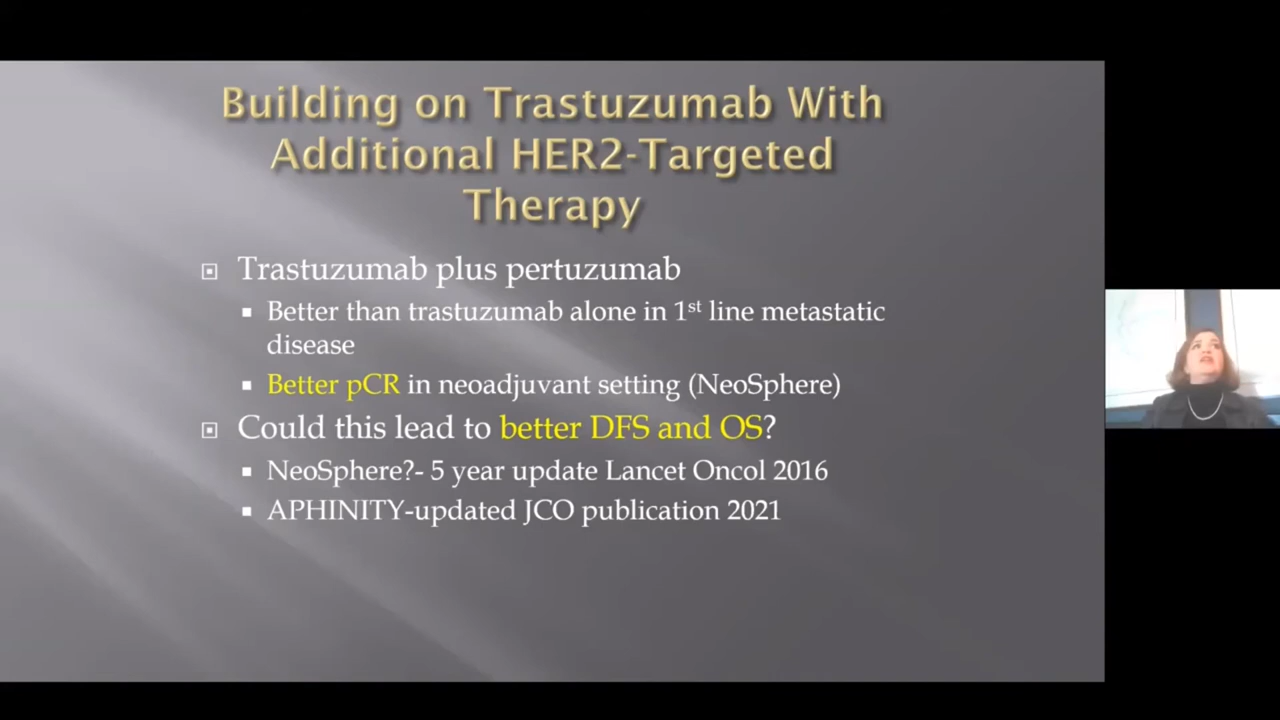 Building on Trastuzumab With
Additional HER2-Targeted
Therapy
Trastuzumab plus pertuzumab
Better than trastuzumab alone in 1st line metastatic
disease
Better pCR in neoadjuvant setting (NeoSphere)
Could this lead to better DFS and OS?
NeoSphere?- 5 year update Lancet Oncol 2016
APHINITY-updated JCO publication 2021